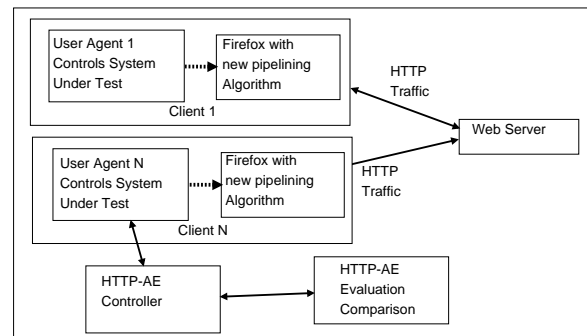 User Agent 1
Controls System
Under Test
Firefox with
new pipelining
Algorithm
Client 1
HTTP
Traffic
Web Server
User Agent N
Controls System
Under Test
Firefox with
new pipelining
Algorithm
Client N
HTTP
Traffic
HTTP-AE
Controller
HTTP-AE
Evaluation
Comparison